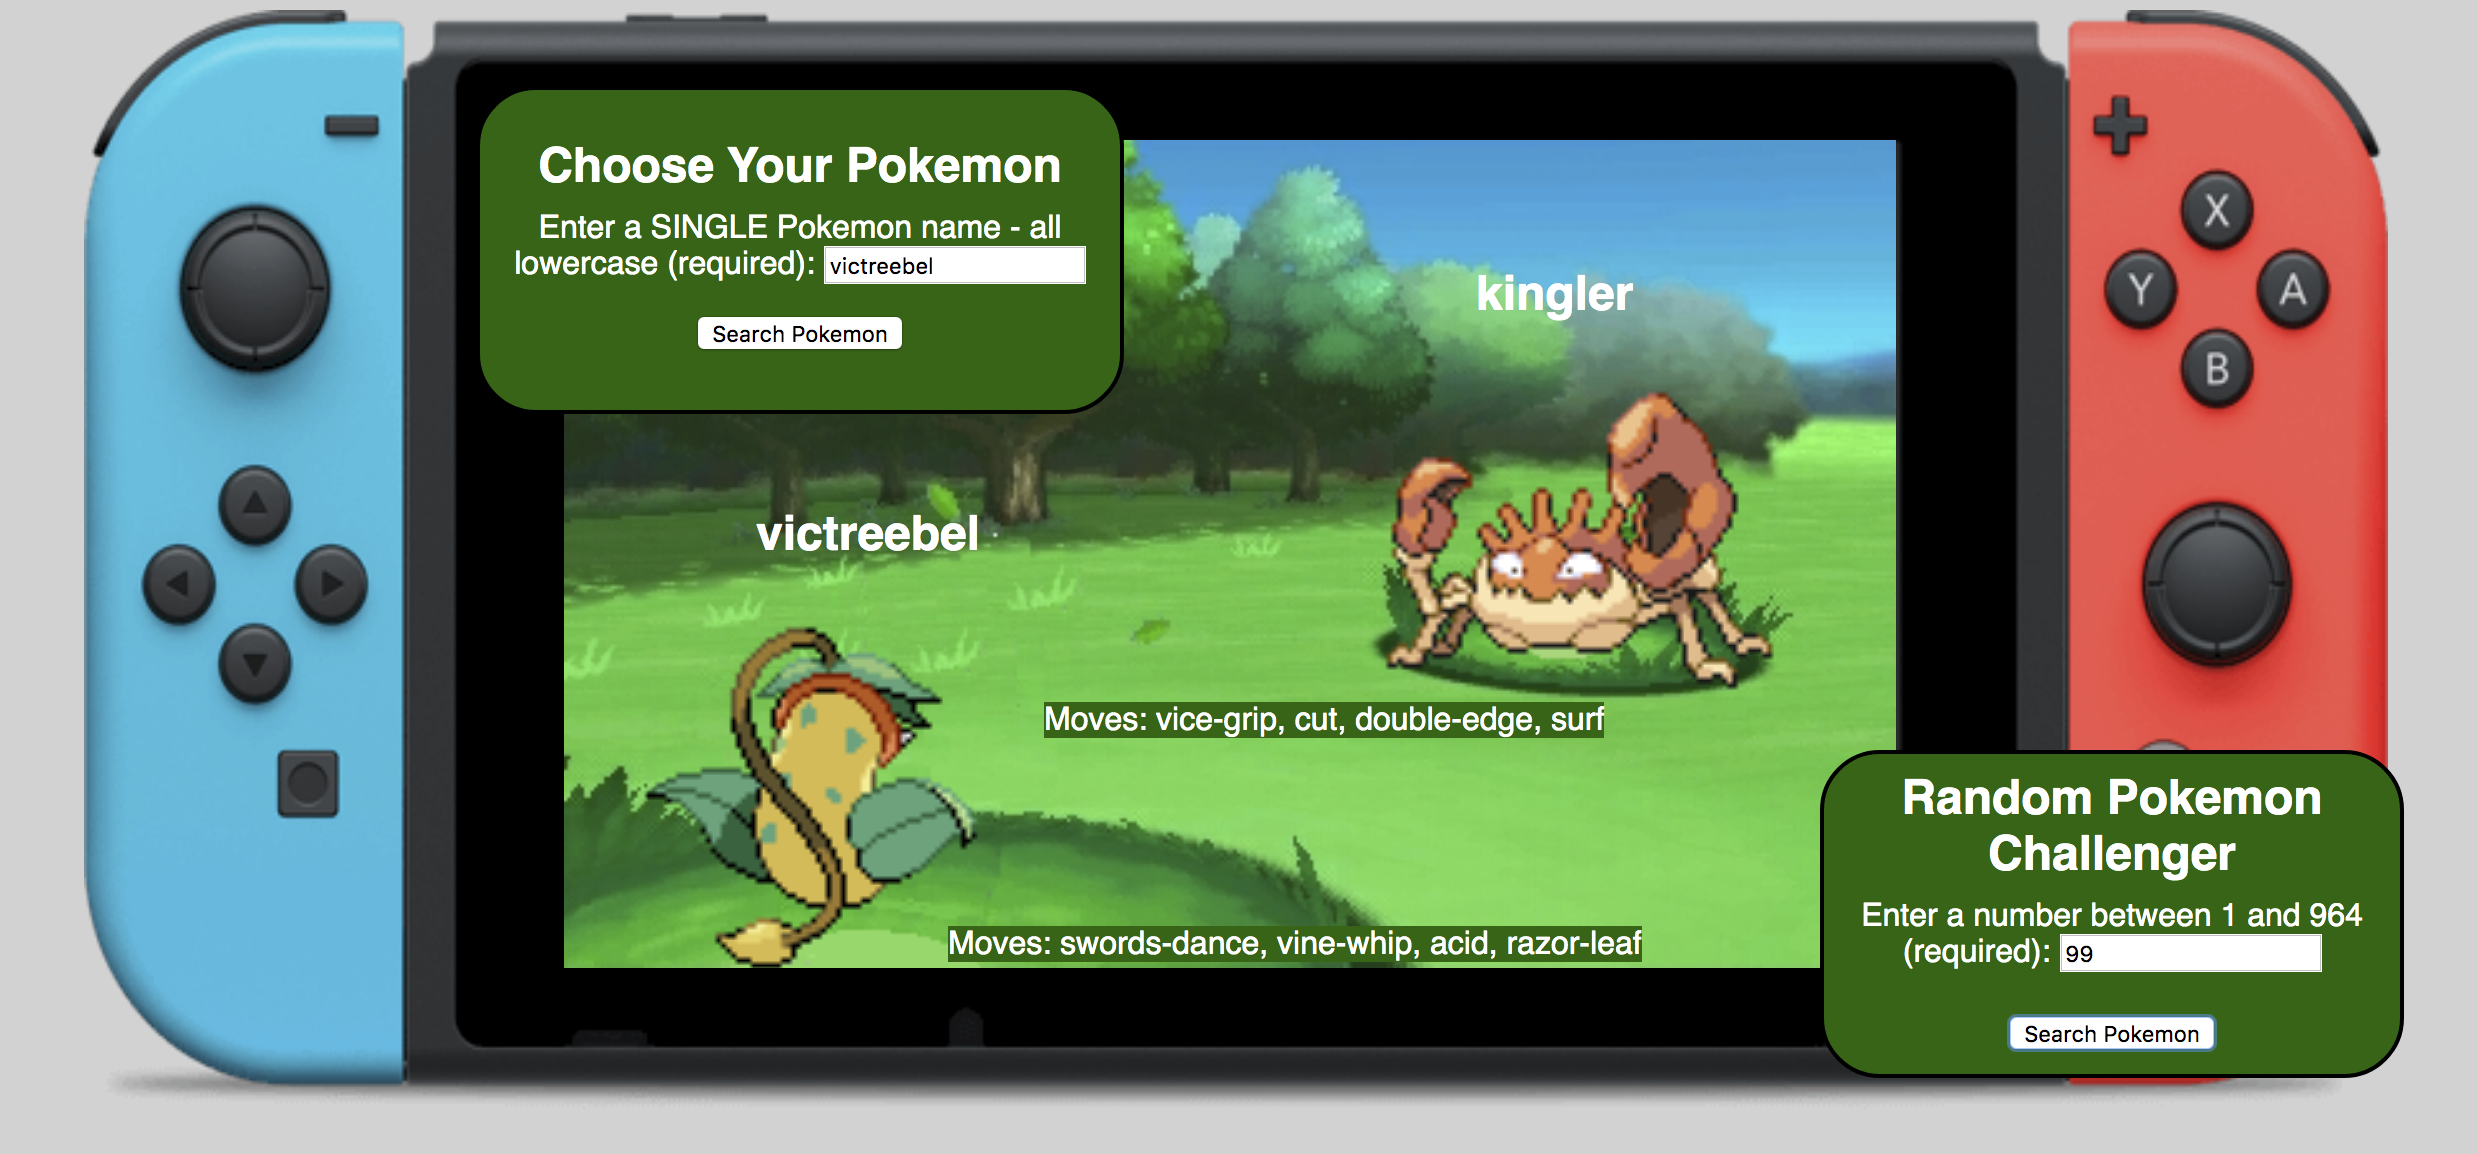 Choose Your Pokemon
Enter a SINGLE Pokemon name - all
lowercase (required): victreebel
Search Pokemon
kingler
X
Y
A
B
victreebel
Moves: vice-grip, cut, double-edge, surf
Moves: swords-dance, vine-whip, acid, razor-leaf
Random Pokemon
Challenger
Enter a number between 1 and 964
(required): 99
Search Pokemon